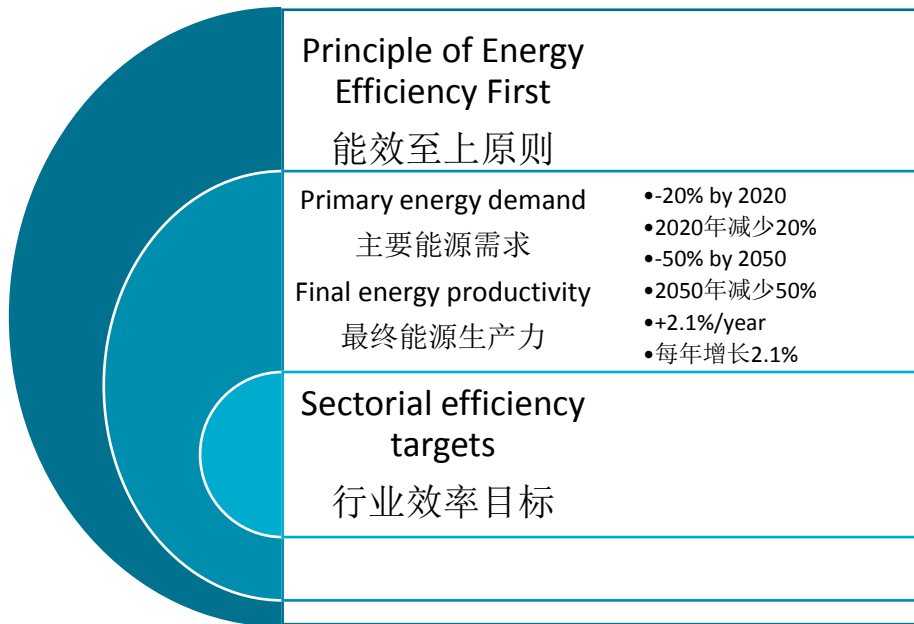 Principle of Energy
Efficiency First
能效至上原则
Primary energy demand
主要能源需求
Final energy productivity
最终能源生产力
•-20% by 2020
•2020年减少20%
•-50% by 2050
•2050年减少50%
•+2.1%/year
•每年增长2.1%
Sectorial efficiency
targets
行业效率目标